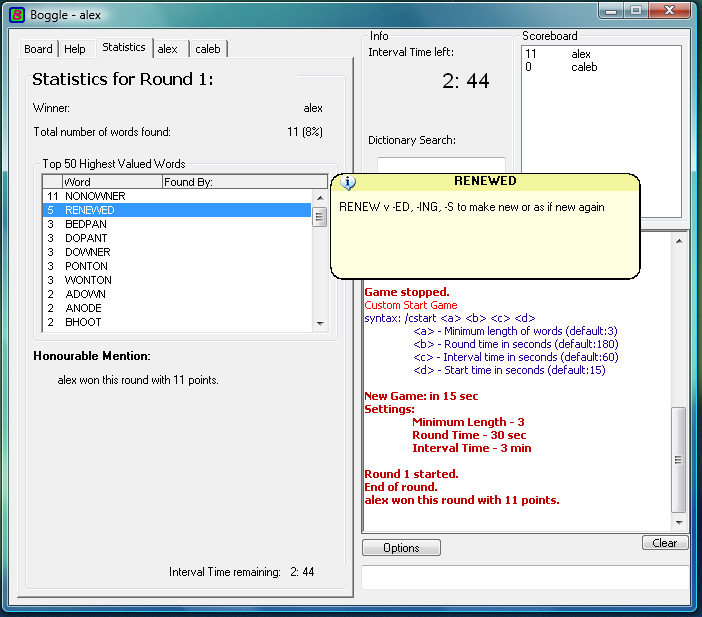 Boggle - alex
Board Help Statistics alex caleb
Statistics for Round 1:
Winner: alex
Total number of words found: 11 (8%)
Top 50 Highest Valued Words
Word Found By:
11 NONOWNER
5 RENEWED
3 BEDPAN
3 DOPANT
3 DOWNER
3 PONTON
3 WONTON
2 ADOWN
2 ANODE
2 BHOOT
Honourable Mention:
alex won this round with 11 points.
Interval Time remaining: 2: 44
Info
Interval Time left:
2: 44
Dictionary Search:
Scoreboard
11 alex
0 caleb
RENEWED
RENEW v -ED, -ING, -S to make new or as if new again
Game stopped.
Custom Start Game
syntax: /cstart <a> <b> <c> <d>
<a> - Minimum length of words (default:3)
<b> - Round time in seconds (default:180)
<c> - Interval time in seconds (default:60)
<d> - Start time in seconds (default:15)
New Game: in 15 sec
Settings:
Minimum Length - 3
Round Time - 30 sec
Interval Time - 3 min
Round 1 started.
End of round.
alex won this round with 11 points.
Options
Clear